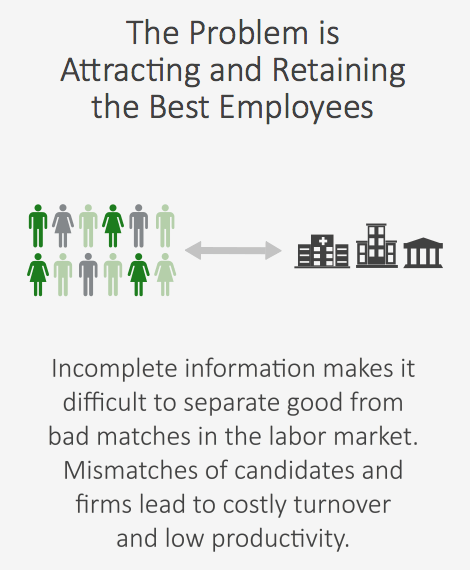 The Problem is
Attracting and Retaining
the Best Employees
Incomplete information makes it
difficult to separate good from
bad matches in the labor market.
Mismatches of candidates and
firms lead to costly turnover
and low productivity.